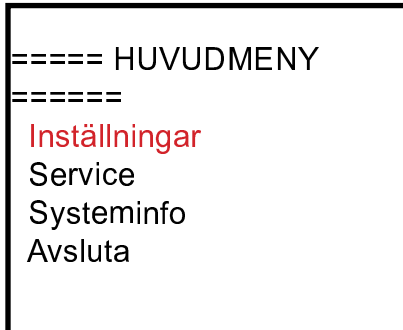 ===== HUVUDMENY
======
Inställningar
Service
Systeminfo
Avsluta